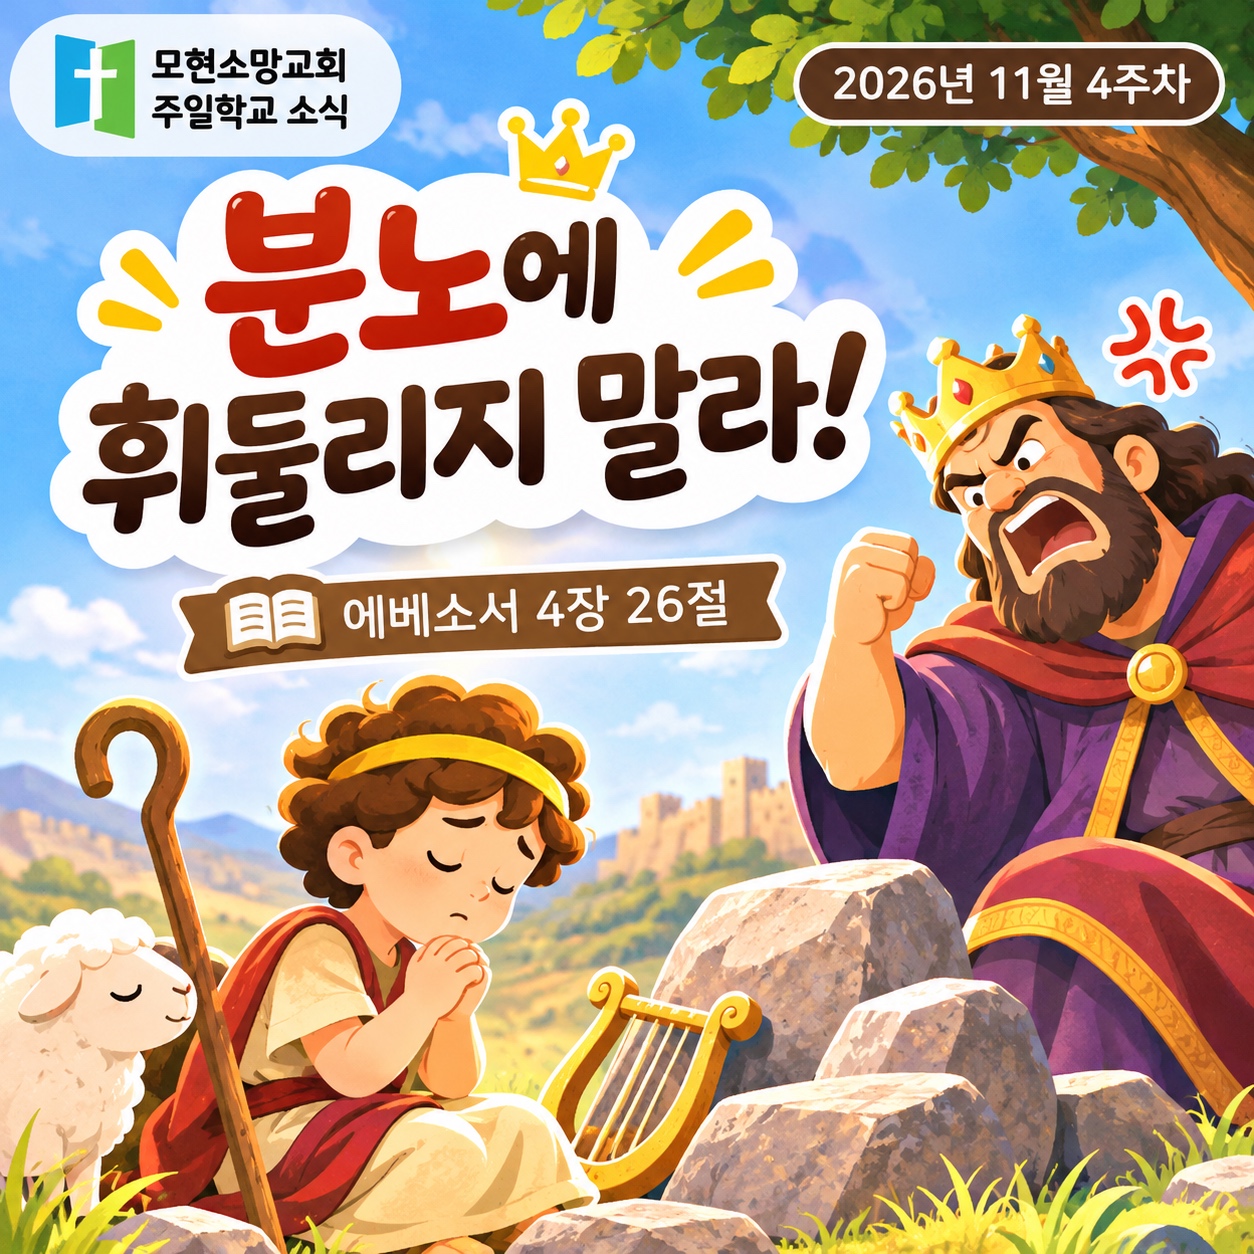 모현소망교회
주일학교 소식
2026년 11월 4주차
분노에
휘둘리지 말라!
에베소서 4장 26절